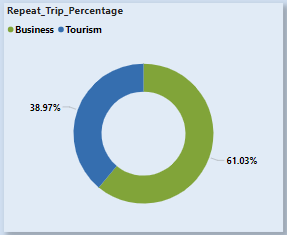 Repeat_Trip_Percentage
Business Tourism
38.97%
61.03%